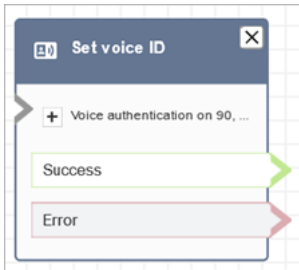 Set voice ID
Voice authentication on 90, ...
Success
Error